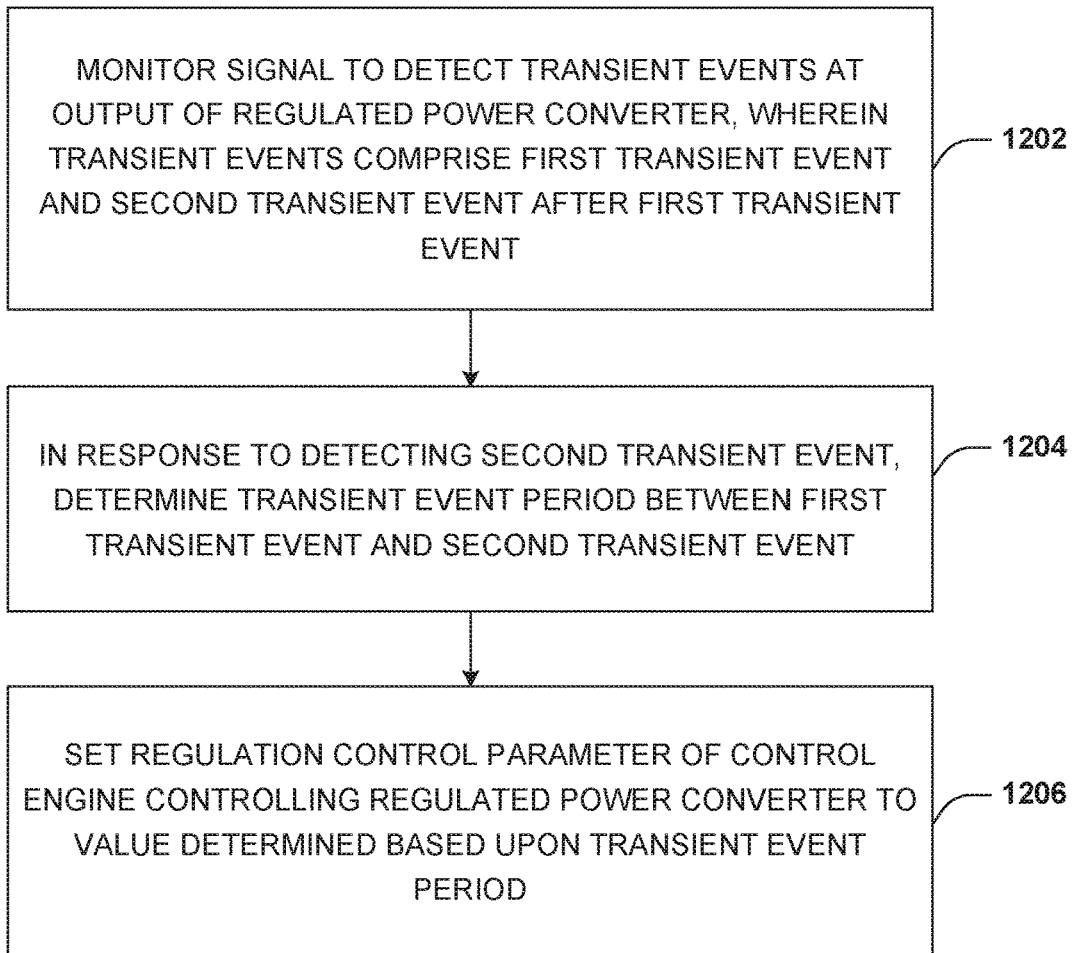 MONITOR SIGNAL TO DETECT TRANSIENT EVENTS AT
OUTPUT OF REGULATED POWER CONVERTER, WHEREIN
TRANSIENT EVENTS COMPRISE FIRST TRANSIENT EVENT
AND SECOND TRANSIENT EVENT AFTER FIRST TRANSIENT
EVENT
1202
IN RESPONSE TO DETECTING SECOND TRANSIENT EVENT,
DETERMINE TRANSIENT EVENT PERIOD BETWEEN FIRST
TRANSIENT EVENT AND SECOND TRANSIENT EVENT
1204
SET REGULATION CONTROL PARAMETER OF CONTROL
ENGINE CONTROLLING REGULATED POWER CONVERTER TO
VALUE DETERMINED BASED UPON TRANSIENT EVENT
PERIOD
1206